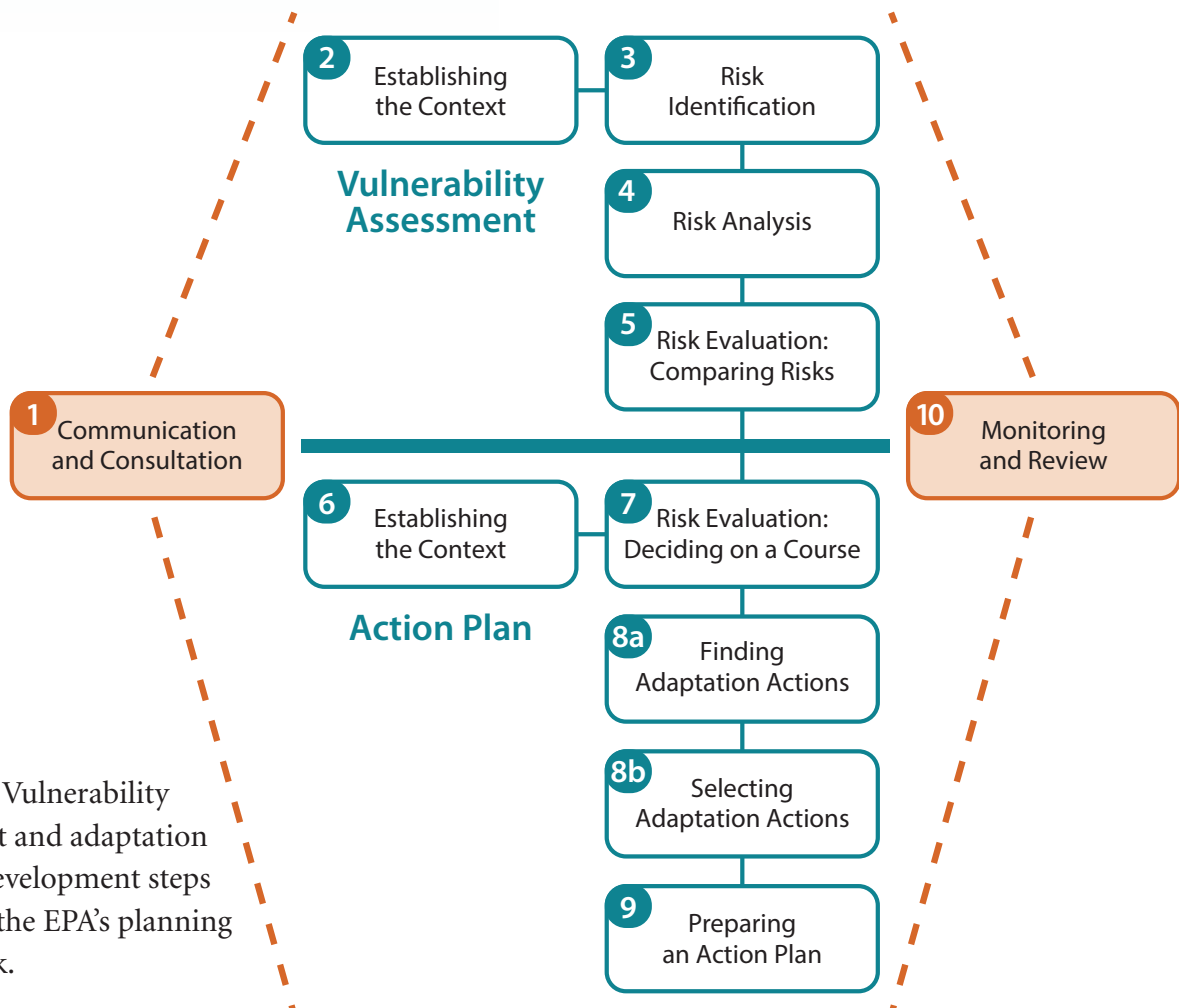 2
Establishing
the Context
3
Risk
Identification
Vulnerability
Assessment
4
Risk Analysis
5
Risk Evaluation:
Comparing Risks
1
Communication
and Consultation
10
Monitoring
and Review
6
Establishing
the Context
7
Risk Evaluation:
Deciding on a Course
Action Plan
8a
Finding
Adaptation Actions
8b
Selecting
Adaptation Actions
9
Preparing
an Action Plan
Vulnerability
t and adaptation
evelopment steps
the EPA’s planning
k.